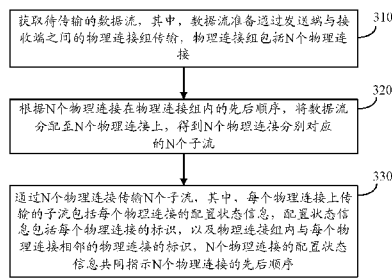 310
获取待传输的数据流，其中，数据流准备通过发送端与接
收端之间的物理连接组传输，物理连接组包括N个物理连
接
320
根据N个物理连接在物理连接组内的先后顺序，将数据流
分配至N个物理连接上，得到N个物理连接分别对应
的N个子流
330
通过N个物理连接传输N个子流，其中，每个物理连接上传
输的子流包括每个物理连接的配置状态信息，配置状态信
息包括每个物理连接的标识，以及物理连接组内与每个物
理连接相邻的物理连接的标识，N个物理连接的配置状态
信息共同指示N个物理连接的先后顺序